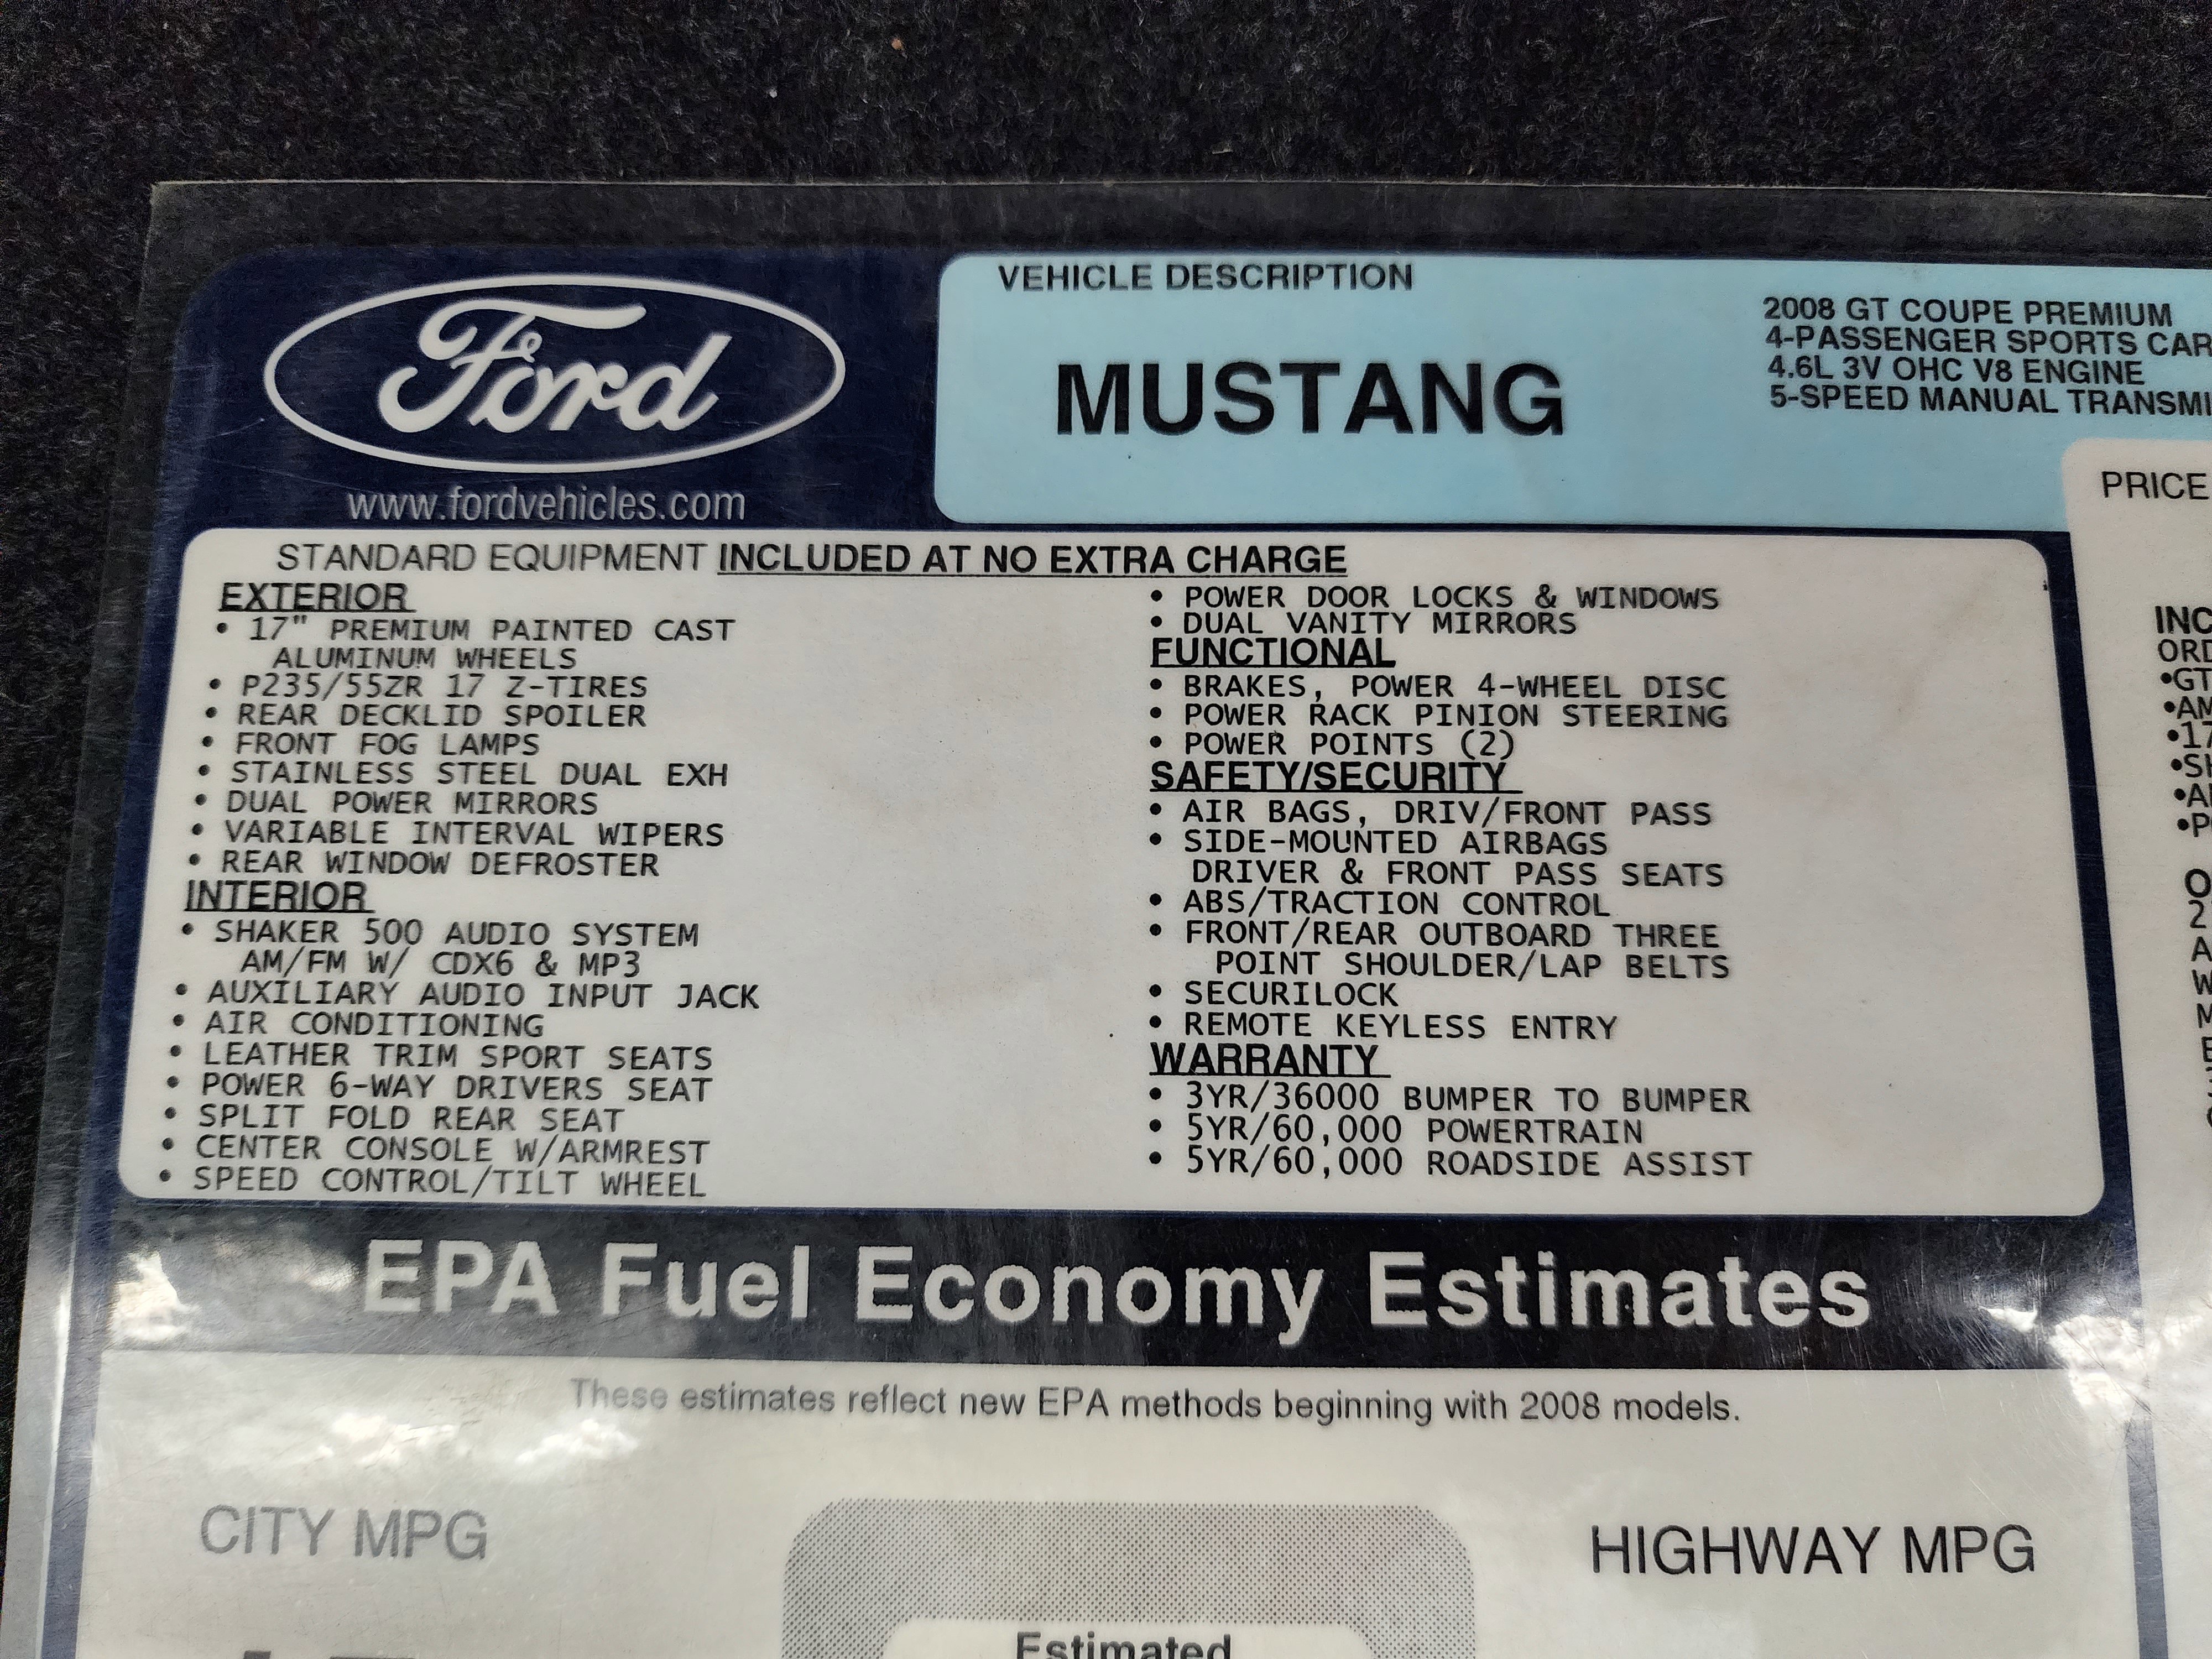 Ford
www.fordvehicles.com
VEHICLE DESCRIPTION
MUSTANG
2008 GT COUPE PREMIUM
4-PASSENGER SPORTS CAR
4.6L 3V OHC V8 ENGINE
5-SPEED MANUAL TRANSMI
PRICE
STANDARD EQUIPMENT INCLUDED AT NO EXTRA CHARGE
EXTERIOR
• 17" PREMIUM PAINTED CAST
ALUMINUM WHEELS
• P235/55ZR 17 Z-TIRES
• REAR DECKLID SPOILER
• FRONT FOG LAMPS
• STAINLESS STEEL DUAL EXH
• DUAL POWER MIRRORS
• VARIABLE INTERVAL WIPERS
• REAR WINDOW DEFROSTER
INTERIOR
• SHAKER 500 AUDIO SYSTEM
AM/FM W/ CDX6 & MP3
• AUXILIARY AUDIO INPUT JACK
• AIR CONDITIONING
• LEATHER TRIM SPORT SEATS
• POWER 6-WAY DRIVERS SEAT
• SPLIT FOLD REAR SEAT
• CENTER CONSOLE W/ARMREST
• SPEED CONTROL/TILT WHEEL
• POWER DOOR LOCKS & WINDOWS
• DUAL VANITY MIRRORS
FUNCTIONAL
• BRAKES, POWER 4-WHEEL DISC
• POWER RACK PINION STEERING
• POWER POINTS (2)
SAFETY/SECURITY
• AIR BAGS, DRIV/FRONT PASS
• SIDE-MOUNTED AIRBAGS
DRIVER & FRONT PASS SEATS
• ABS/TRACTION CONTROL
• FRONT/REAR OUTBOARD THREE
POINT SHOULDER/LAP BELTS
• SECURILOCK
• REMOTE KEYLESS ENTRY
WARRANTY
• 3YR/36000 BUMPER TO BUMPER
• 5YR/60,000 POWERTRAIN
• 5YR/60,000 ROADSIDE ASSIST
INC
ORD
•GT
•AM
•17
EPA Fuel Economy Estimates
These estimates reflect new EPA methods beginning with 2008 models.
CITY MPG
HIGHWAY MPG
Estimated